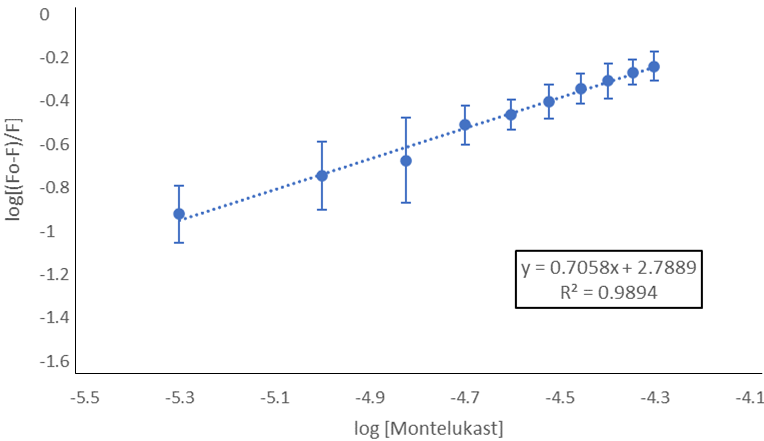 0
-0.2
-0.4
-0.6
-0.8
-1
-1.2
-1.4
-1.6
log[(Fo-F)/F]
y = 0.7058x + 2.7889
R² = 0.9894
-5.5 -5.3 -5.1 -4.9 -4.7 -4.5 -4.3 -4.1
log [Montelukast]